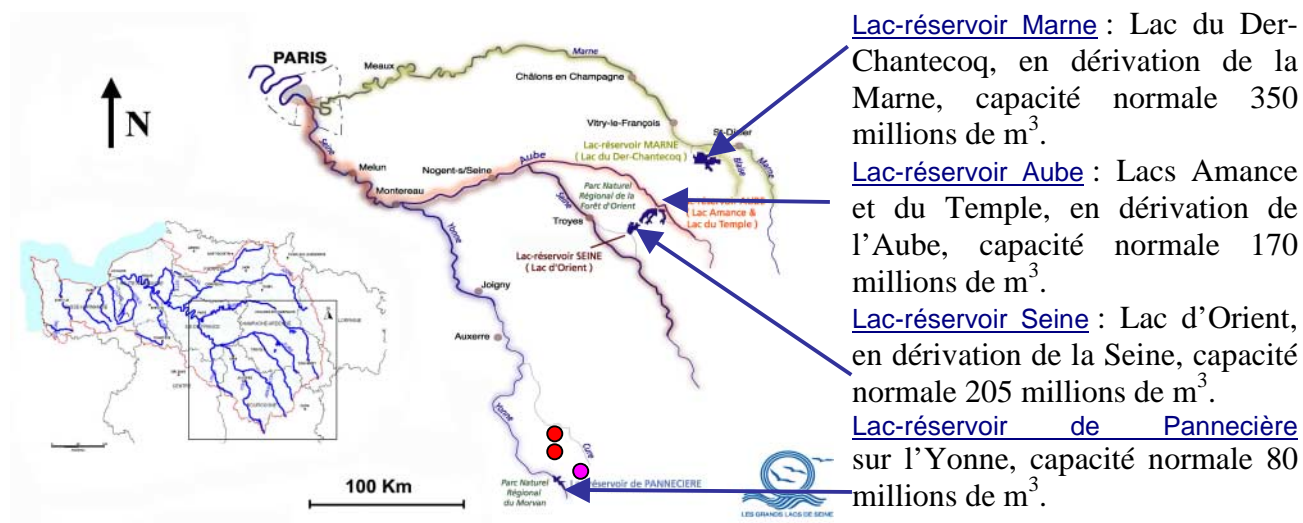 Lac-réservoir Marne : Lac du Der-
Chantecoq, en dérivation de la
Marne, capacité normale 350
millions de m³.
Lac-réservoir Aube : Lacs Amance
et du Temple, en dérivation de
l'Aube, capacité normale 170
millions de m³.
Lac-réservoir Seine : Lac d'Orient,
en dérivation de la Seine, capacité
normale 205 millions de m³.
Lac-réservoir de Pannecière
sur l'Yonne, capacité normale 80
millions de m³.
PARIS
N
Meaux
Marne
Châlons en Champagne
Vitry-le-François
St-Dizier
Lac-réservoir MARNE
( Lac du Der-Chantecoq )
Blaise
Marne
Seine
Melun
Nogent-s/Seine
Aube
Montereau
Parc Naturel
Régional de la
Forêt d'Orient
Seine
Troyes
( Lac Amance &
Lac du Temple )
Lac-réservoir SEINE
( Lac d'Orient )
Yonne
Joigny
Auxerre
Yonne
Cure
Parc Naturel
Régional
du Morvan
réservoir de PANNECIERE
100 Km
LES GRANDS LACS DE SEINE